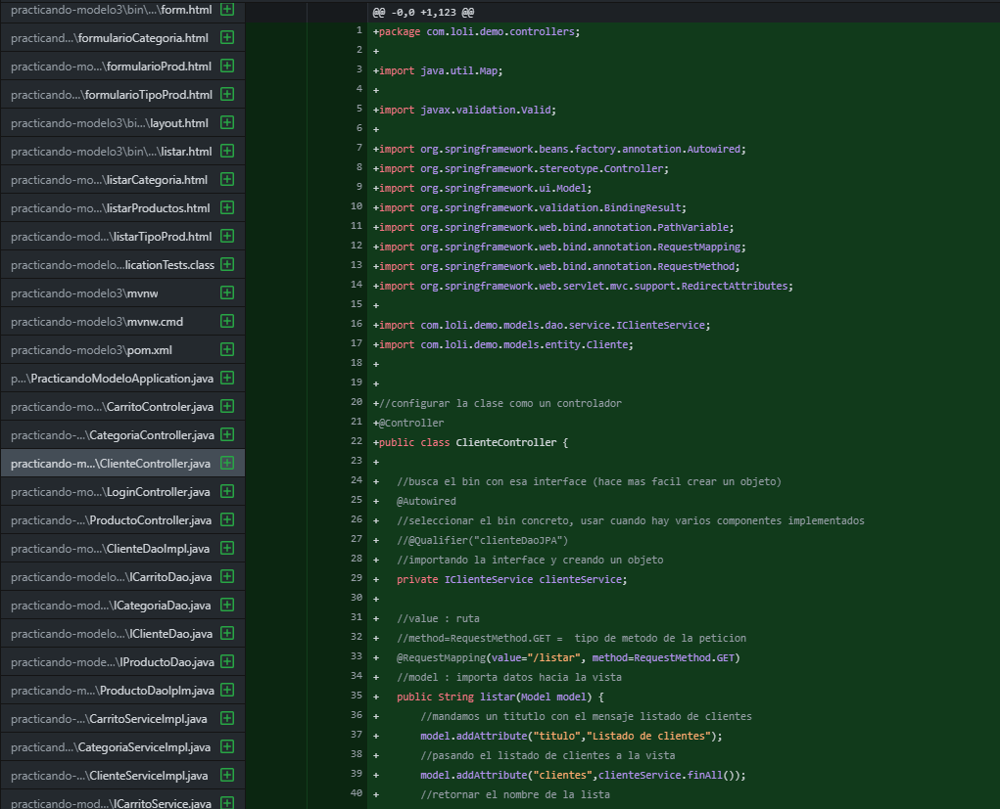 practicando-modelo3\bin\...\form.html
practicand...\formularioCategoria.html
practicando-mo...\formularioProd.html
practicando...\formularioTipoProd.html
practicando-modelo3\bi...\layout.html
practicando-modelo3\bin\...\listar.html
practicando-mo...\listarCategoria.html
practicando-mo...\listarProductos.html
practicando-mod...\listarTipoProd.html
practicando-modelo...licationTests.class
practicando-modelo3\mvnw
practicando-modelo3\mvnw.cmd
practicando-modelo3\pom.xml
p...\PracticandoModeloApplication.java
practicando-mo...\CarritoControler.java
practicando-...\CategoriaController.java
practicando-m...\ClienteController.java
practicando-mo...\LoginController.java
practicando-...\ProductoController.java
practicando-mo...\ClienteDaoImpl.java
practicando-modelo...\ICarritoDao.java
practicando-mod...\ICategoriaDao.java
practicando-modelo...\IClienteDao.java
practicando-mode...\IProductoDao.java
practicando-m...\ProductoDaoIplm.java
practicando-...\CarritoServiceImpl.java
practicand...\CategoriaServiceImpl.java
practicando-...\ClienteServiceImpl.java
practicando-mod...\ICarritoService.java
@@ -0,0 +1,123 @@
1 +package com.loli.demo.controllers;
2 +
3 +import java.util.Map;
4 +
5 +import javax.validation.Valid;
6 +
7 +import org.springframework.beans.factory.annotation.Autowired;
8 +import org.springframework.stereotype.Controller;
9 +import org.springframework.ui.Model;
10 +import org.springframework.validation.BindingResult;
11 +import org.springframework.web.bind.annotation.PathVariable;
12 +import org.springframework.web.bind.annotation.RequestMapping;
13 +import org.springframework.web.bind.annotation.RequestMethod;
14 +import org.springframework.web.servlet.mvc.support.RedirectAttributes;
15 +
16 +import com.loli.demo.models.dao.service.IClienteService;
17 +import com.loli.demo.models.entity.Cliente;
18 +
19 +
20 +//configurar la clase como un controlador
21 +@Controller
22 +public class ClienteController {
23 +
24 + //busca el bin con esa interface (hace mas facil crear un objeto)
25 + @Autowired
26 + //seleccionar el bin concreto, usar cuando hay varios componentes implementados
27 + //@Qualifier("clienteDaoJPA")
28 + //importando la interface y creando un objeto
29 + private IClienteService clienteService;
30 +
31 + //value : ruta
32 + //method=RequestMethod.GET =  tipo de metodo de la peticion
33 + @RequestMapping(value="/listar", method=RequestMethod.GET)
34 + //model : importa datos hacia la vista
35 + public String listar(Model model) {
36 + //mandamos un titutlo con el mensaje listado de clientes
37 + model.addAttribute("titulo","Listado de clientes");
38 + //pasando el listado de clientes a la vista
39 + model.addAttribute("clientes",clienteService.finAll());
40 + //retornar el nombre de la lista